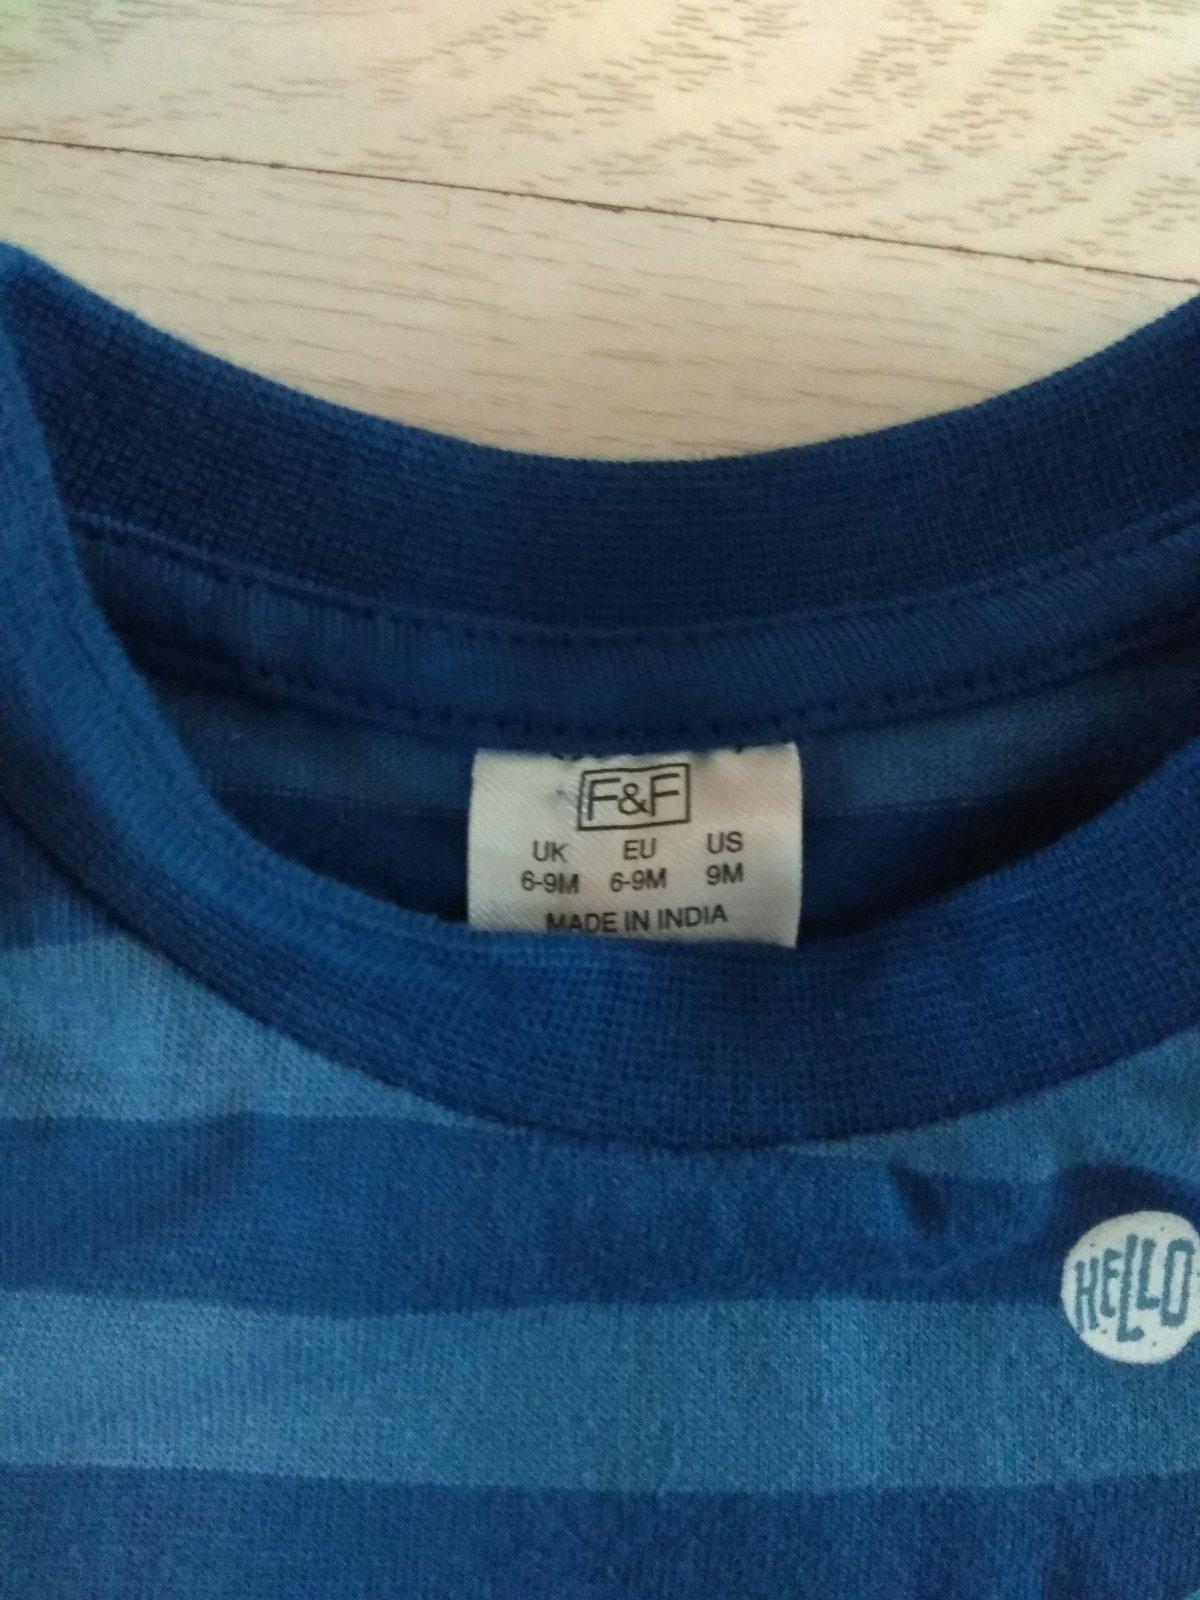 F&F
UK EU US
6-9M 6-9M 9M
MADE IN INDIA
HELLO